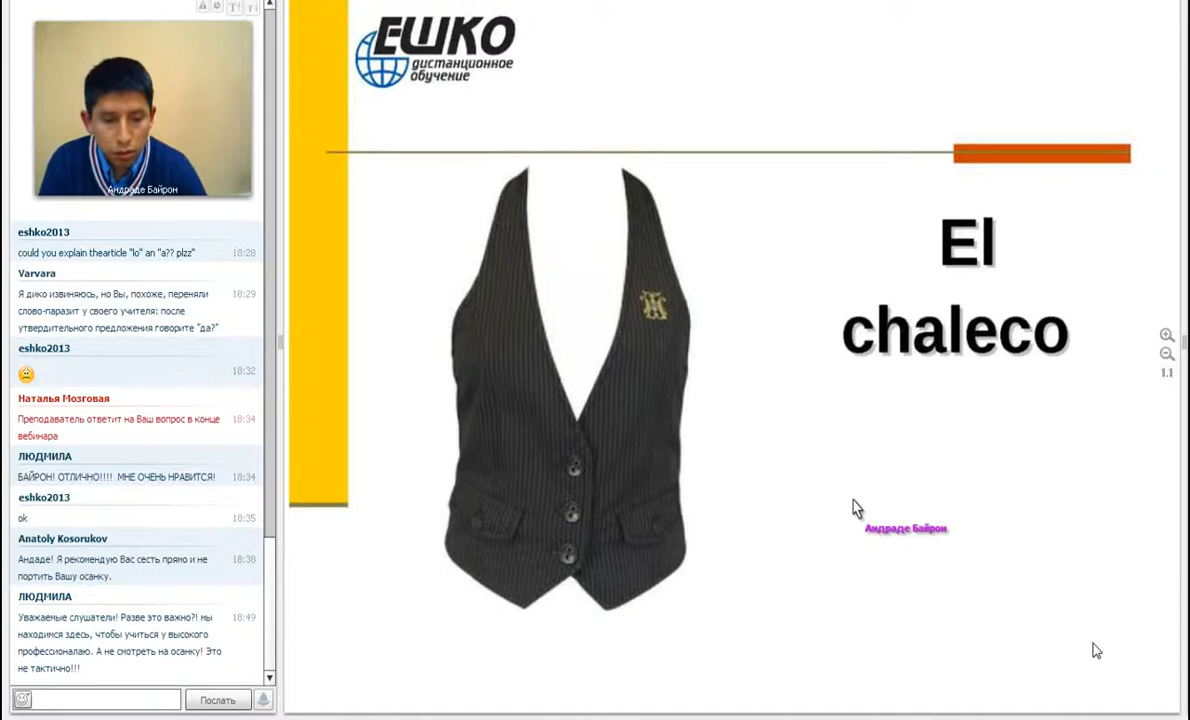 ЕШКО
дистанционное
обучение
Андраде Байрон
eshko2013
could you explain thearticle "lo" an "a?? plzz"
18:28
Varvara
Я дико извиняюсь, но Вы, похоже, переняли
18:29
слово-паразит у своего учителя: после
утвердительного предложения говорите "да?"
eshko2013
18:32
Наталья Мозговая
Преподаватель ответит на Ваш вопрос в конце
18:34
вебинара
ЛЮДМИЛА
БАЙРОН! ОТЛИЧНО!!!! МНЕ ОЧЕНЬ НРАВИТСЯ!
18:34
eshko2013
ok
18:35
Anatoly Kosorukov
Андаде! Я рекомендую Вас сесть прямо и не
18:38
портить Вашу осанку.
ЛЮДМИЛА
Уважаемые слушатели! Разве это важно?! мы
18:49
находимся здесь, чтобы учиться у высокого
профессионалаю. А не смотреть на осанку! Это
не тактично!!!
Послать
El
chaleco
Андраде Байрон
1.1